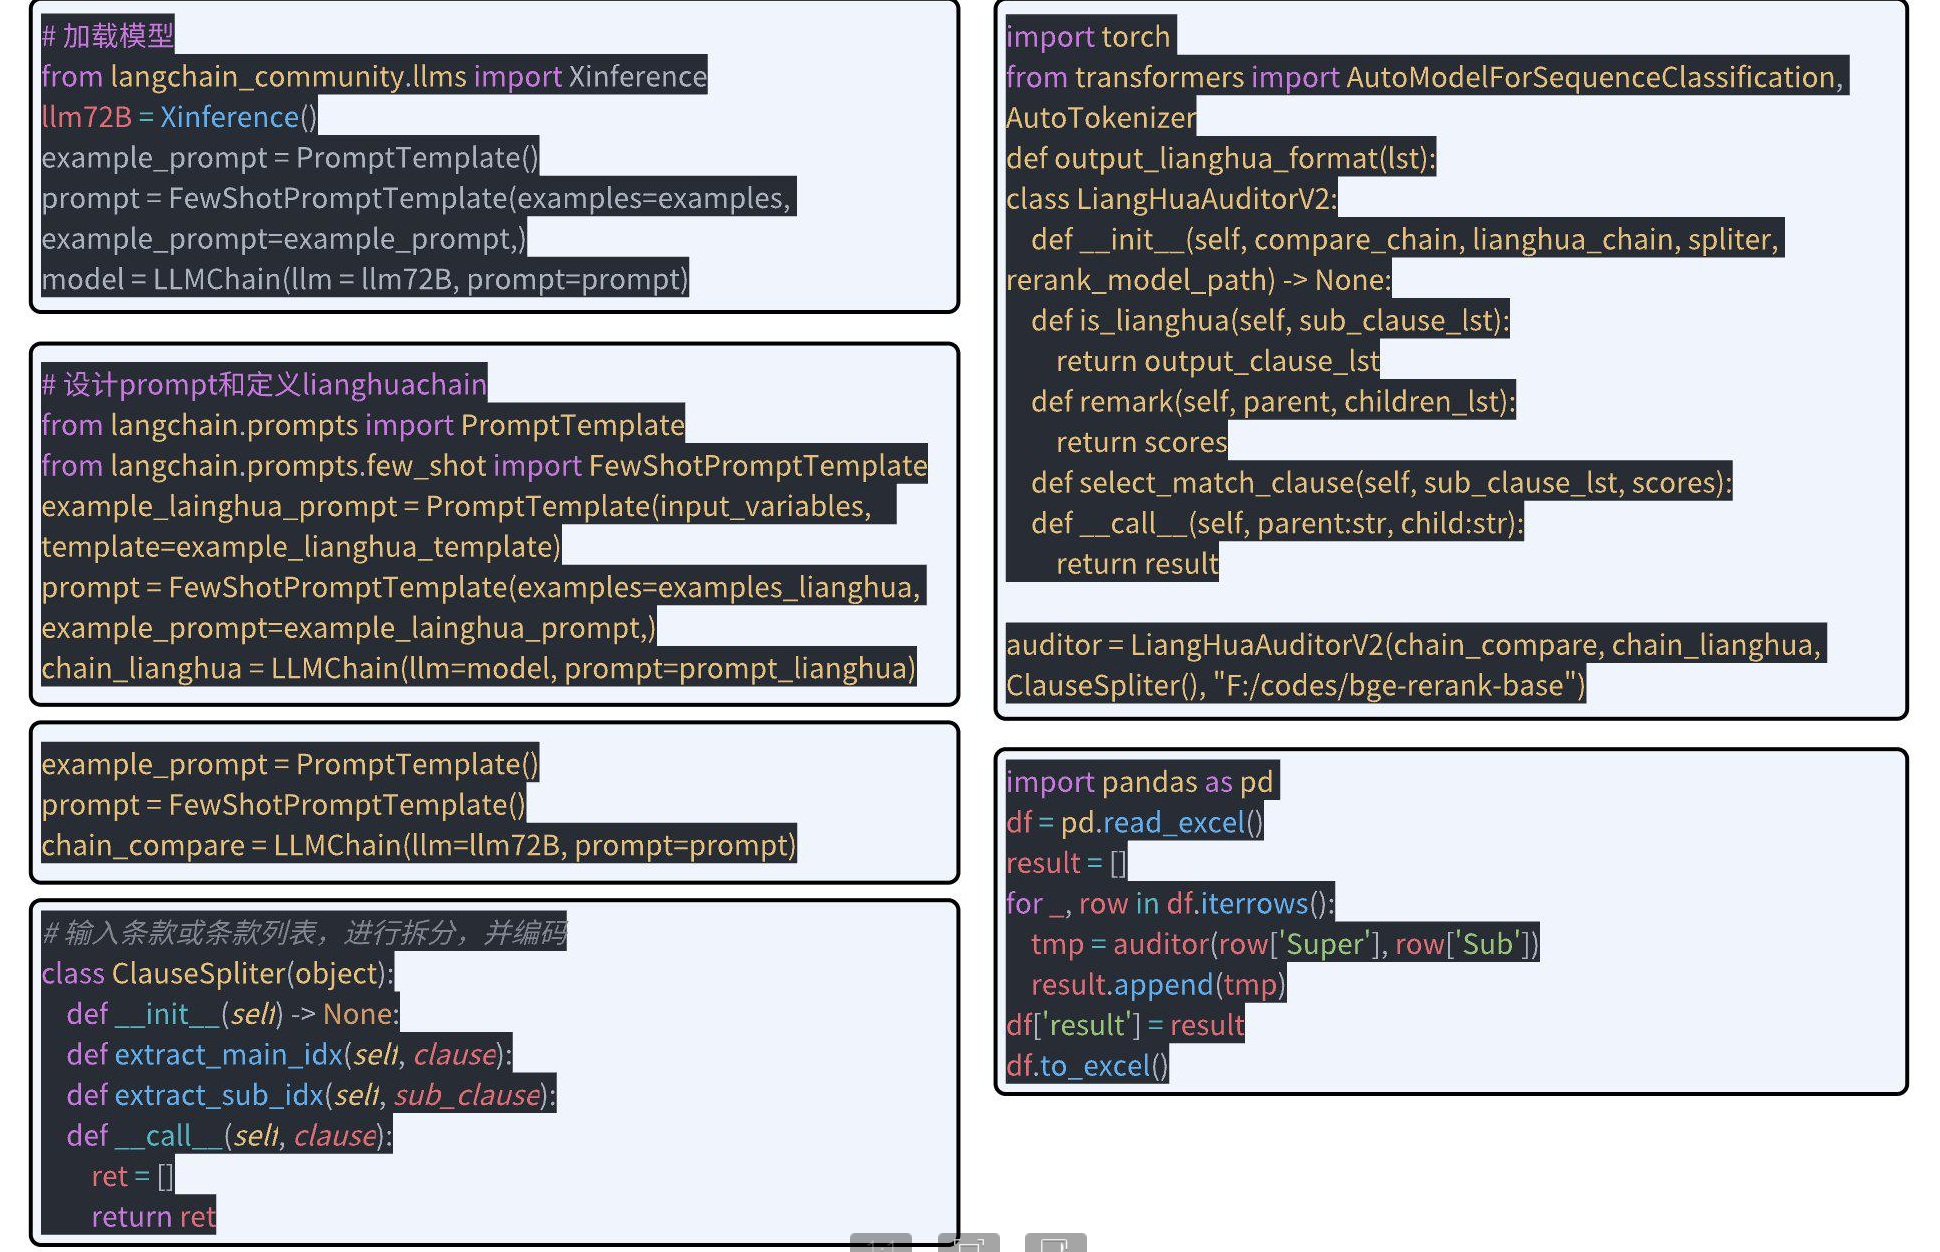 # 加载模型
from langchain_community.llms import Xinference
llm72B = Xinference()
example_prompt = PromptTemplate()
prompt = FewShotPromptTemplate(examples=examples,
example_prompt=example_prompt,)
model = LLMChain(llm = llm72B, prompt=prompt)
# 设计prompt和定义lianghuachain
from langchain.prompts import PromptTemplate
from langchain.prompts.few_shot import FewShotPromptTemplate
example_lainghua_prompt = PromptTemplate(input_variables,
template=example_lianghua_template)
prompt = FewShotPromptTemplate(examples=examples_lianghua,
example_prompt=example_lainghua_prompt,)
chain_lianghua = LLMChain(llm=model, prompt=prompt_lianghua)
example_prompt = PromptTemplate()
prompt = FewShotPromptTemplate()
chain_compare = LLMChain(llm=llm72B, prompt=prompt)
# 输入条款或条款列表，进行拆分，并编码
class ClauseSpliter(object):
def __init__(self) -> None:
def extract_main_idx(self, clause):
def extract_sub_idx(self, sub_clause):
def __call__(self, clause):
ret = []
return ret
import torch
from transformers import AutoModelForSequenceClassification,
AutoTokenizer
def output_lianghua_format(lst):
class LiangHuaAuditorV2:
def __init__(self, compare_chain, lianghua_chain, spliter,
rerank_model_path) -> None:
def is_lianghua(self, sub_clause_lst):
return output_clause_lst
def remark(self, parent, children_lst):
return scores
def select_match_clause(self, sub_clause_lst, scores):
def __call__(self, parent:str, child:str):
return result
auditor = LiangHuaAuditorV2(chain_compare, chain_lianghua,
ClauseSpliter(), "F:/codes/bge-rerank-base")
import pandas as pd
df = pd.read_excel()
result = []
for _, row in df.iterrows():
tmp = auditor(row['Super'], row['Sub'])
result.append(tmp)
df['result'] = result
df.to_excel()